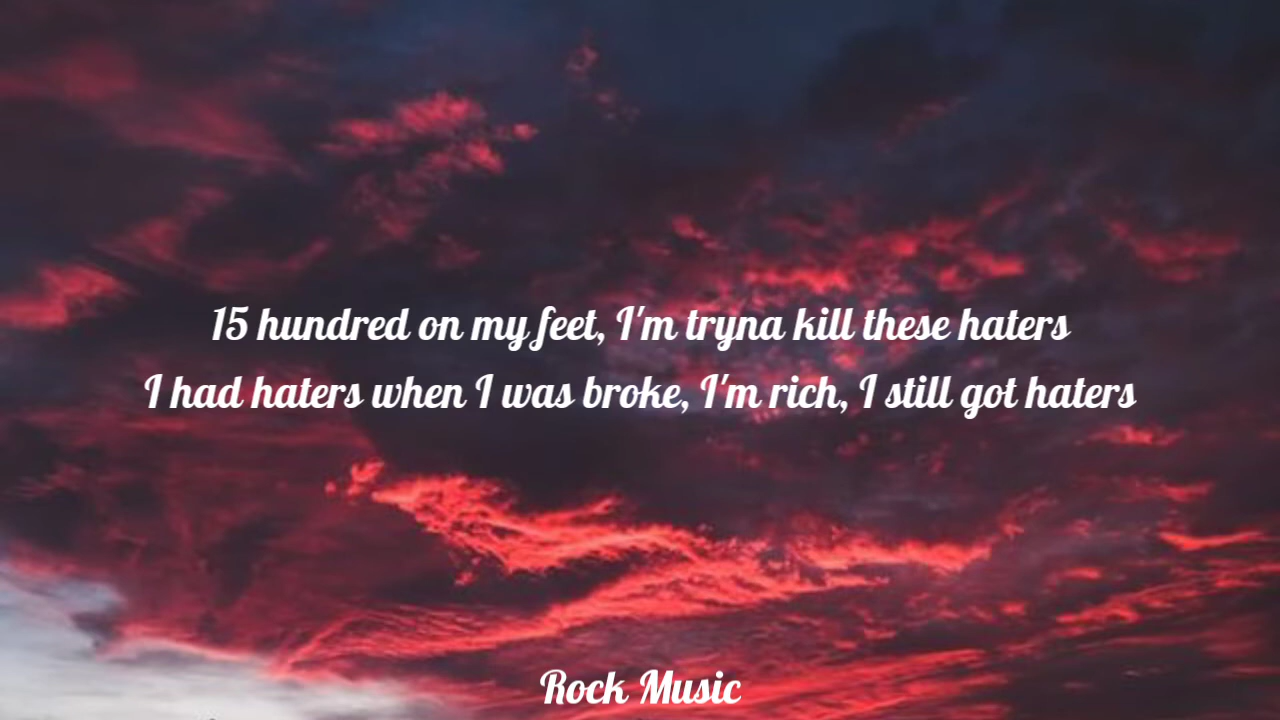 15 hundred on my feet, I'm tryna kill these haters
I had haters when I was broke, I'm rich, I still got haters
Rock Music